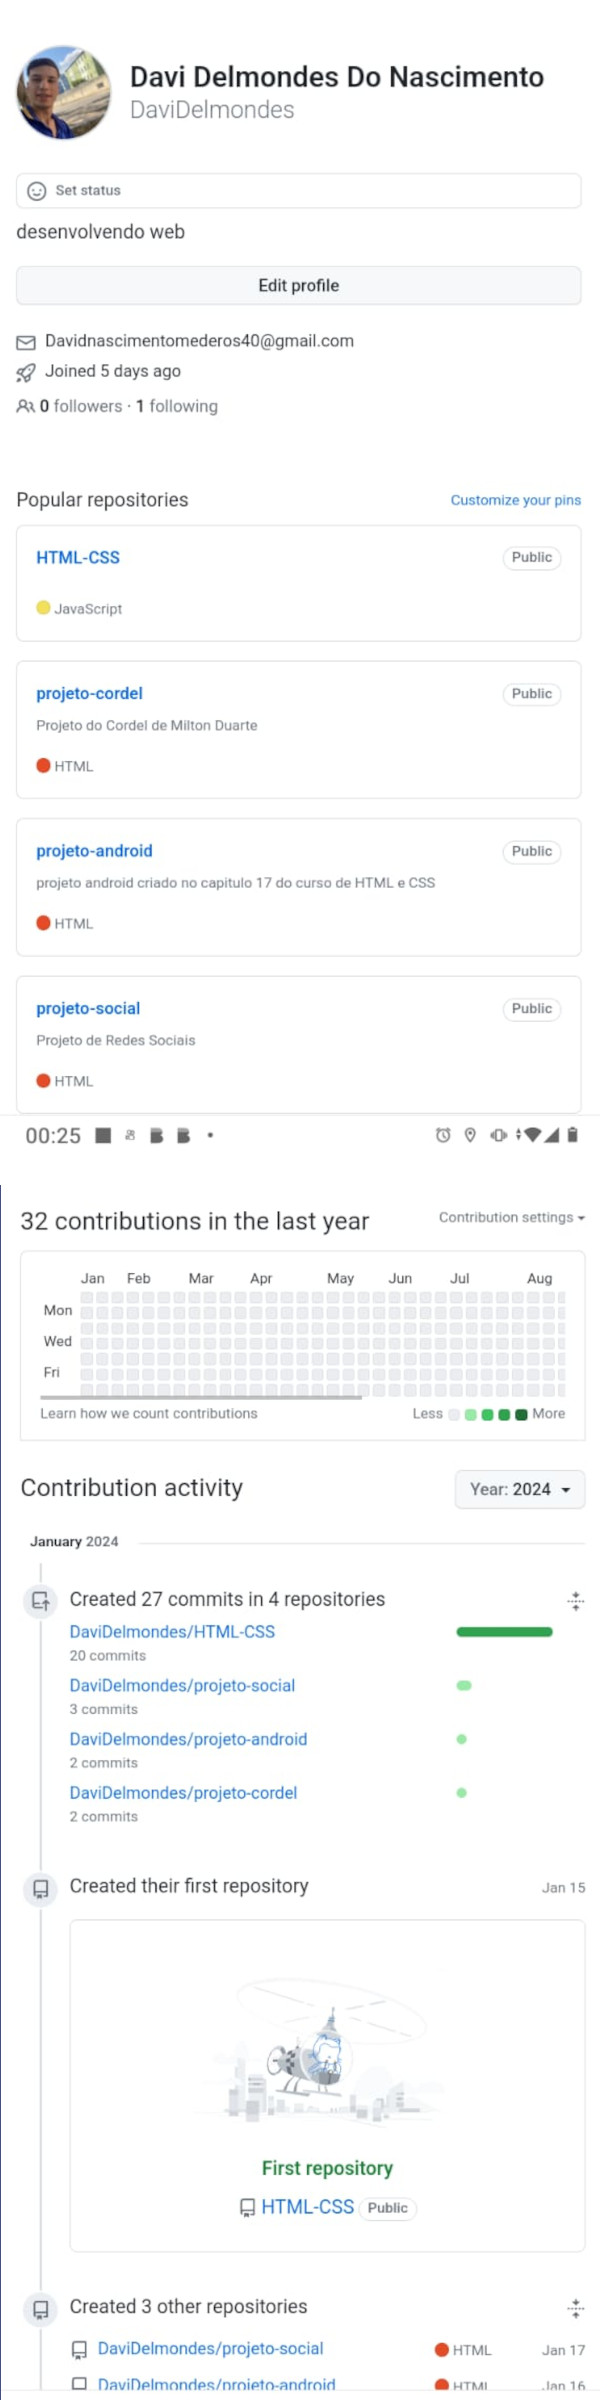 Davi Delmondes Do Nascimento
DaviDelmondes
Set status
desenvolvendo web
Edit profile
Davidnascimentomederos40@gmail.com
Joined 5 days ago
0 followers · 1 following
Popular repositories Customize your pins
HTML-CSS Public
JavaScript
projeto-cordel Public
Projeto do Cordel de Milton Duarte
HTML
projeto-android Public
projeto android criado no capitulo 17 do curso de HTML e CSS
HTML
projeto-social Public
Projeto de Redes Sociais
HTML
00:25
32 contributions in the last year Contribution settings
Jan Feb Mar Apr May Jun Jul Aug
Mon
Wed
Fri
Learn how we count contributions Less More
Contribution activity Year: 2024
January 2024
Created 27 commits in 4 repositories
DaviDelmondes/HTML-CSS
20 commits
DaviDelmondes/projeto-social
3 commits
DaviDelmondes/projeto-android
2 commits
DaviDelmondes/projeto-cordel
2 commits
Created their first repository Jan 15
First repository
HTML-CSS Public
Created 3 other repositories
DaviDelmondes/projeto-social HTML Jan 17
DaviDelmondes/projeto-android HTML Jan 16